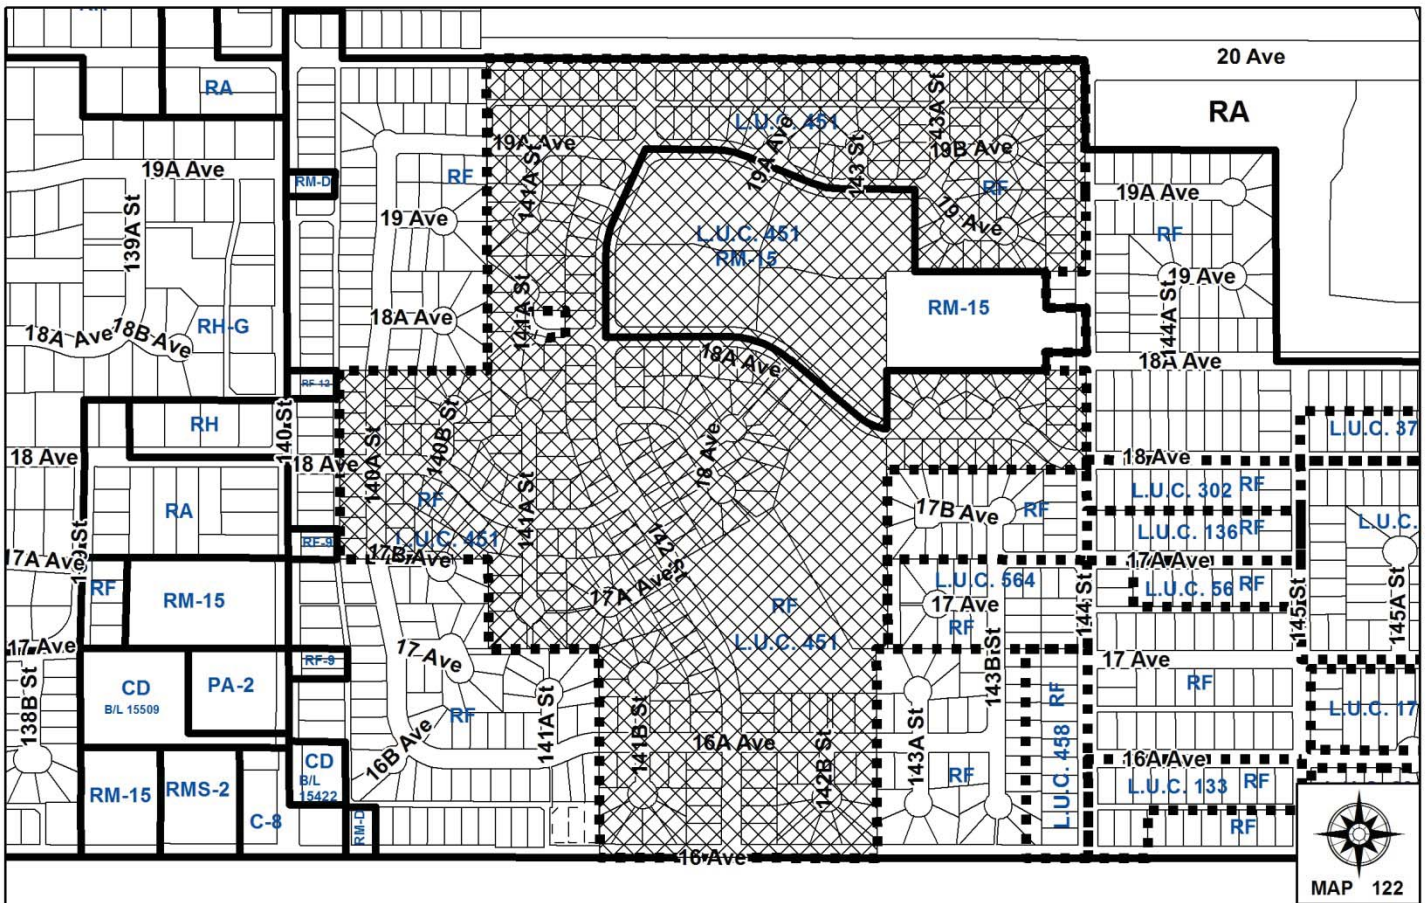 20 Ave
RA
RA
L.U.C. 451
43A St
19A Ave
19A Ave
143 St
19B Ave
19A Ave
RM-D
RF
141A St
RF
19A Ave
139A St
19 Ave
19 Ave
L.U.C. 451
RM-15
RF
19 Ave
141A St
RM-15
144A St
18A Ave
18B Ave
RH-G
18A Ave
18A Ave
18A Ave
RF-12
140 St
RH
140A St
140B St
18 Ave
L.U.C. 37
18 Ave
18 Ave
18 Ave
L.U.C. 302
RF
RA
RF
141A St
17B Ave
RF
L.U.C. 136
RF
L.U.C.
L.U.C. 451
RF-9
17B Ave
142 St
17A Ave
17A Ave
L.U.C. 564
17A Ave
L.U.C. 56
RF
RF
RM-15
RF
17 Ave
RF
144 St
145 St
145A St
L.U.C. 451
17 Ave
RF-9
17 Ave
143B St
17 Ave
138B St
CD
B/L 15509
PA-2
RF
141A St
141B St
RF
RF
L.U.C. 17
16B Ave
16A Ave
143A St
L.U.C. 458
16A Ave
RM-15
RMS-2
CD
B/L
15422
142B St
RF
L.U.C. 133
RF
C-8
RM-D
RF
16 Ave
MAP 122